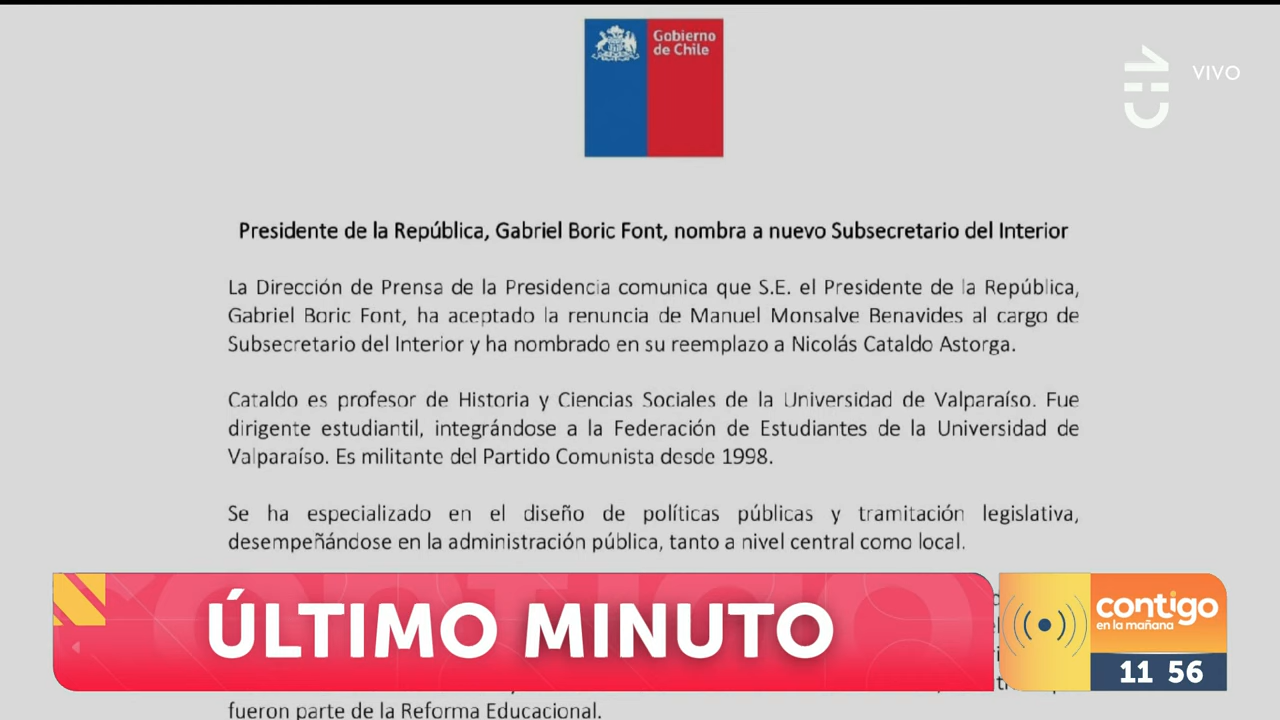 Gobierno
de Chile
CHV
VIVO
Presidente de la República, Gabriel Boric Font, nombra a nuevo Subsecretario del Interior
La Dirección de Prensa de la Presidencia comunica que S.E. el Presidente de la República,
Gabriel Boric Font, ha aceptado la renuncia de Manuel Monsalve Benavides al cargo de
Subsecretario del Interior y ha nombrado en su reemplazo a Nicolás Cataldo Astorga.
Cataldo es profesor de Historia y Ciencias Sociales de la Universidad de Valparaíso. Fue
dirigente estudiantil, integrándose a la Federación de Estudiantes de la Universidad de
Valparaíso. Es militante del Partido Comunista desde 1998.
Se ha especializado en el diseño de políticas públicas y tramitación legislativa,
desempeñándose en la administración pública, tanto a nivel central como local.
ÚLTIMO MINUTO
contigo
en la mañana
11 56
fueron parte de la Reforma Educacional.